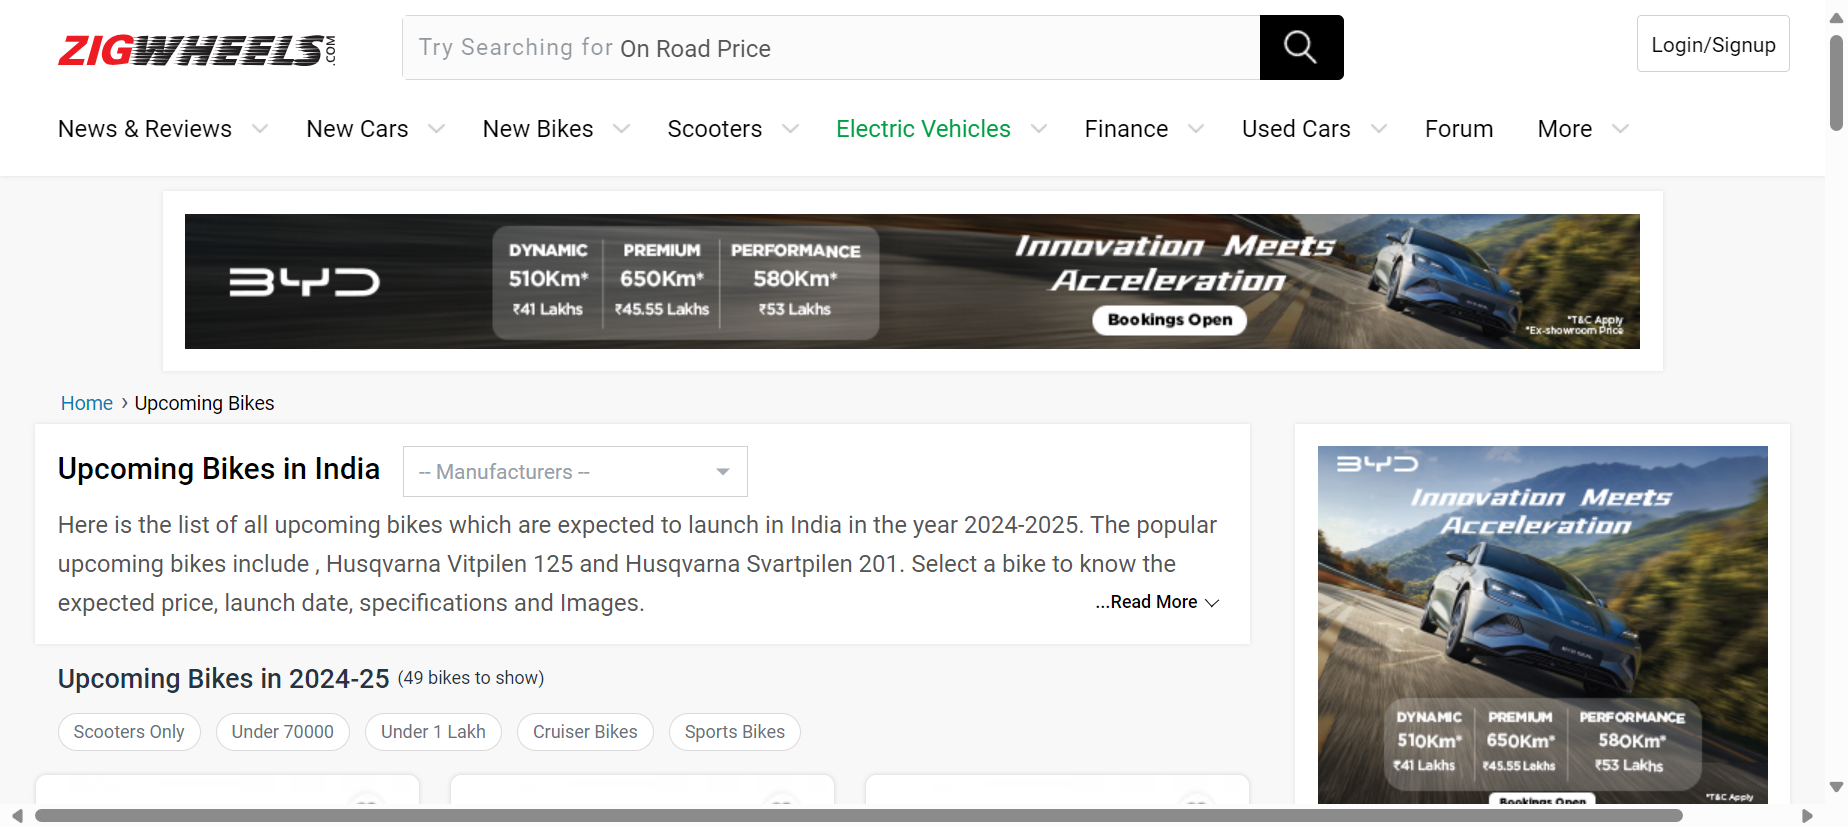 ZIGWHEELS.COM
Try Searching for On Road Price
Login/Signup
News & Reviews
New Cars
New Bikes
Scooters
Electric Vehicles
Finance
Used Cars
Forum
More
BYD
DYNAMIC
510Km*
₹41 Lakhs
PREMIUM
650Km*
₹45.55 Lakhs
PERFORMANCE
580Km*
₹53 Lakhs
Innovation Meets
Acceleration
Bookings Open
*T&C Apply
*Ex-showroom Price
Home › Upcoming Bikes
Upcoming Bikes in India
-- Manufacturers --
Here is the list of all upcoming bikes which are expected to launch in India in the year 2024-2025. The popular
upcoming bikes include , Husqvarna Vitpilen 125 and Husqvarna Svartpilen 201. Select a bike to know the
expected price, launch date, specifications and Images.
...Read More
Upcoming Bikes in 2024-25 (49 bikes to show)
Scooters Only
Under 70000
Under 1 Lakh
Cruiser Bikes
Sports Bikes
BYD
Innovation Meets
Acceleration
DYNAMIC
510Km*
₹41 Lakhs
PREMIUM
650Km*
₹45.55 Lakhs
PERFORMANCE
580Km*
₹53 Lakhs
Bookings Open
*T&C Apply